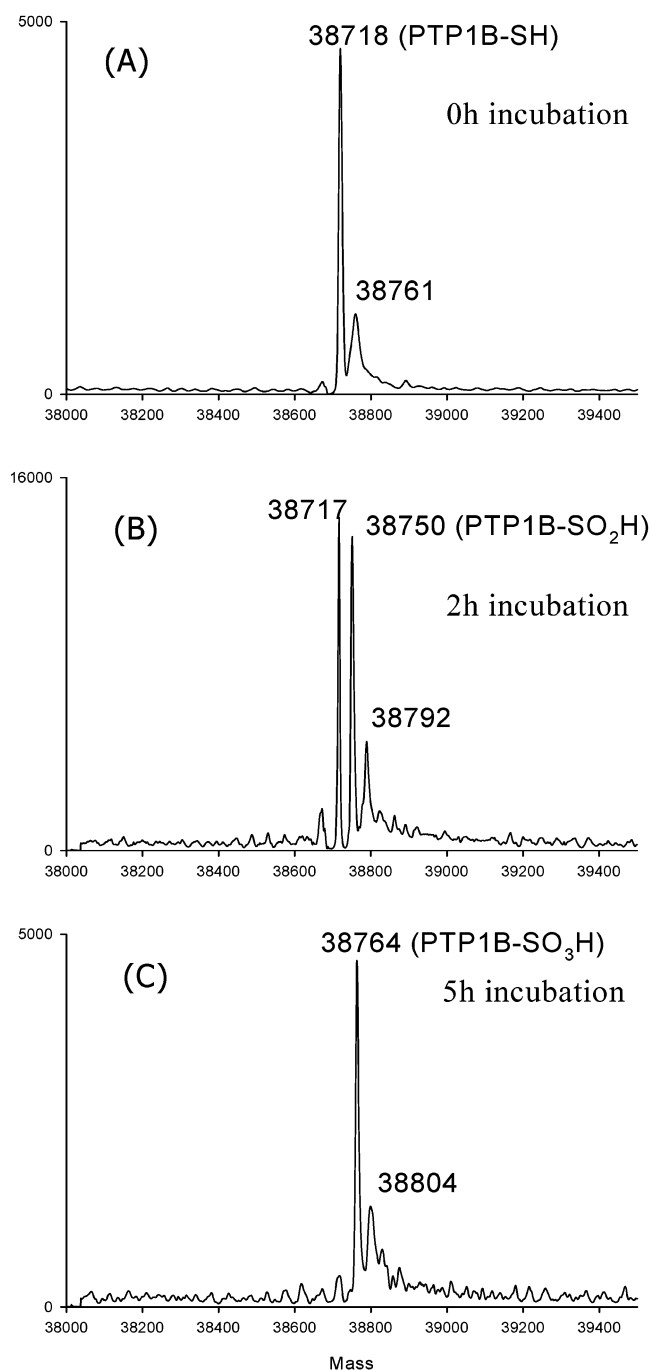 5000
38718 (PTP1B-SH)
(A)
0h incubation
38761
0
38000 38200 38400 38600 38800 39000 39200 39400
16000
38717
38750 (PTP1B-SO₂H)
(B)
2h incubation
38792
0
38000 38200 38400 38600 38800 39000 39200 39400
5000
38764 (PTP1B-SO₃H)
(C)
5h incubation
38804
0
38000 38200 38400 38600 38800 39000 39200 39400
Mass